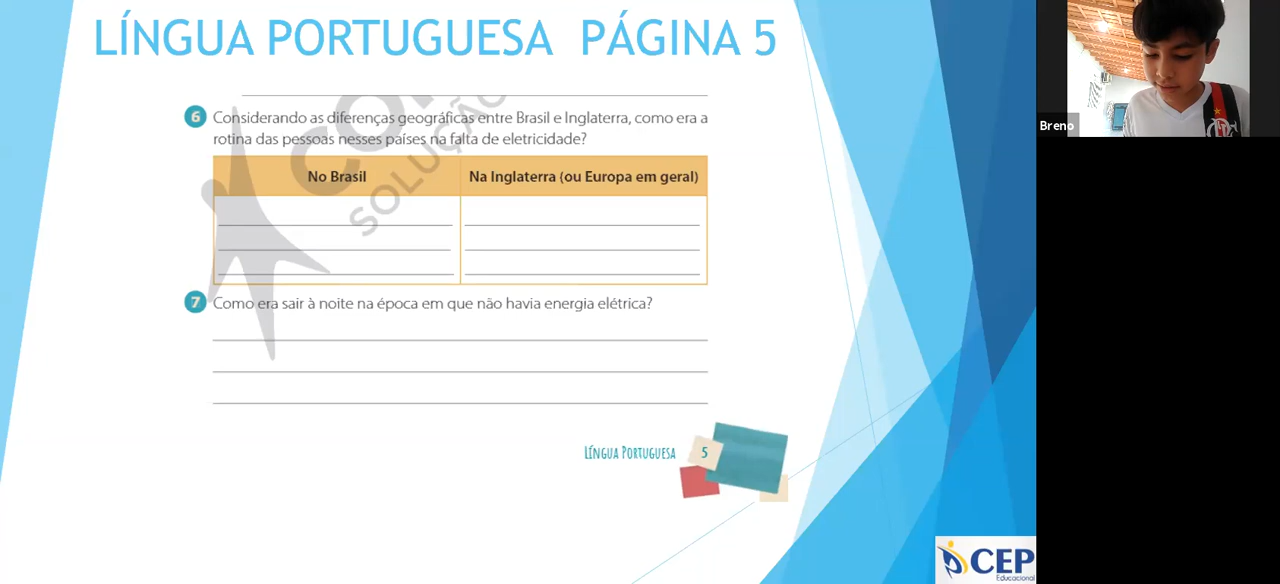 LÍNGUA PORTUGUESA PÁGINA 5
6 Considerando as diferenças geográficas entre Brasil e Inglaterra, como era a
rotina das pessoas nesses países na falta de eletricidade?
No Brasil
Na Inglaterra (ou Europa em geral)
7 Como era sair à noite na época em que não havia energia elétrica?
LÍNGUA PORTUGUESA 5
Breno
CEP
Educacional